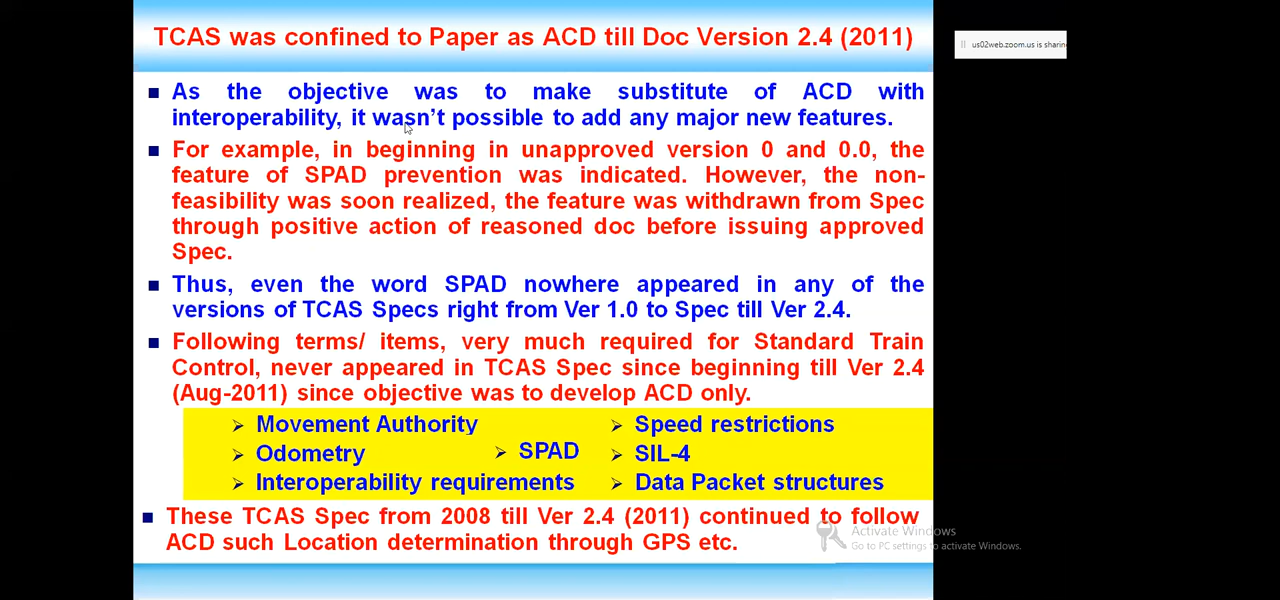 TCAS was confined to Paper as ACD till Doc Version 2.4 (2011)
us02web.zoom.us is sharin
As the objective was to make substitute of ACD with
interoperability, it wasn't possible to add any major new features.
For example, in beginning in unapproved version 0 and 0.0, the
feature of SPAD prevention was indicated. However, the non-
feasibility was soon realized, the feature was withdrawn from Spec
through positive action of reasoned doc before issuing approved
Spec.
Thus, even the word SPAD nowhere appeared in any of the
versions of TCAS Specs right from Ver 1.0 to Spec till Ver 2.4.
Following terms/ items, very much required for Standard Train
Control, never appeared in TCAS Spec since beginning till Ver 2.4
(Aug-2011) since objective was to develop ACD only.
Movement Authority
Speed restrictions
Odometry
SPAD
SIL-4
Interoperability requirements
Data Packet structures
These TCAS Spec from 2008 till Ver 2.4 (2011) continued to follow
ACD such Location determination through GPS etc.
Activate Windows
Go to PC settings to activate Windows.